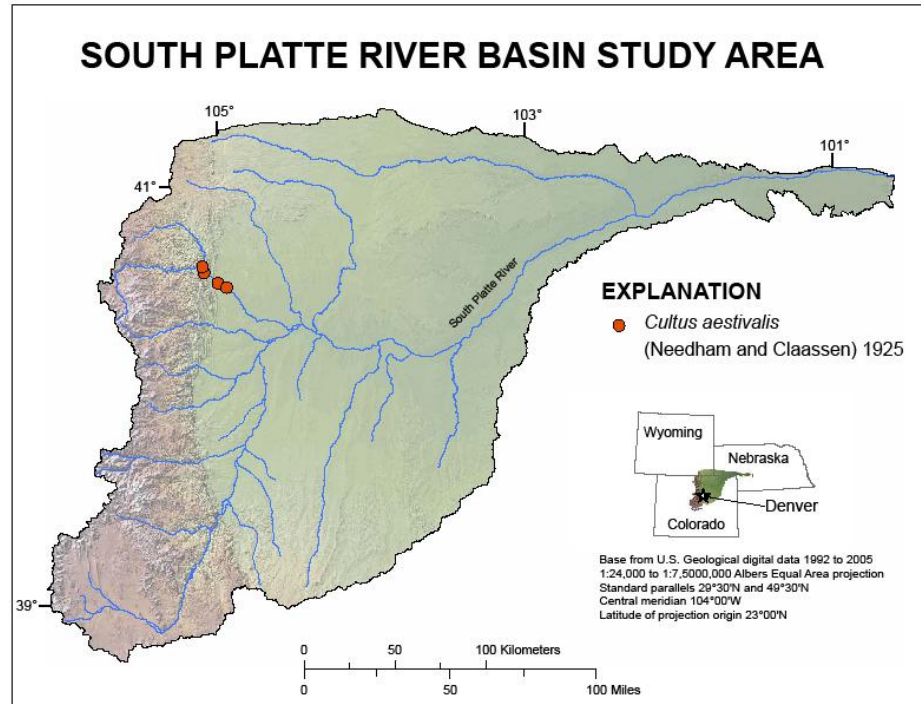 SOUTH PLATTE RIVER BASIN STUDY AREA
105°
103°
101°
41°
South Platte River
EXPLANATION
Cultus aestivalis
(Needham and Claassen) 1925
Wyoming
Nebraska
Denver
Colorado
Base from U.S. Geological digital data 1992 to 2005
1:24,000 to 1:7,5000,000 Albers Equal Area projection
Standard parallels 29°30'N and 49°30'N
Central meridian 104°00'W
Latitude of projection origin 23°00'N
39°
0 50 100 Kilometers
0 50 100 Miles